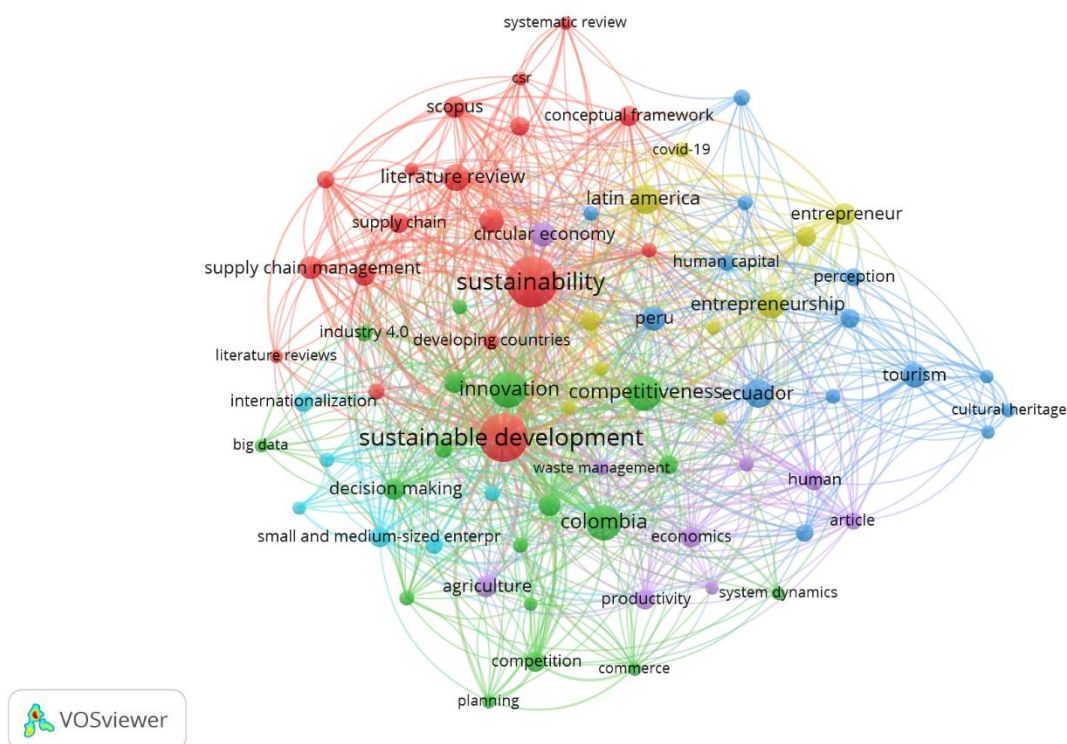 systematic review
csr
scopus
conceptual framework
covid-19
literature review
latin america
entrepreneur
supply chain
circular economy
supply chain management
human capital
perception
sustainability
entrepreneurship
peru
industry 4.0
developing countries
literature reviews
tourism
innovation
competitiveness
ecuador
internationalization
cultural heritage
sustainable development
big data
waste management
human
decision making
article
colombia
small and medium-sized enterpr
economics
agriculture
productivity
system dynamics
competition
commerce
planning
VOSviewer